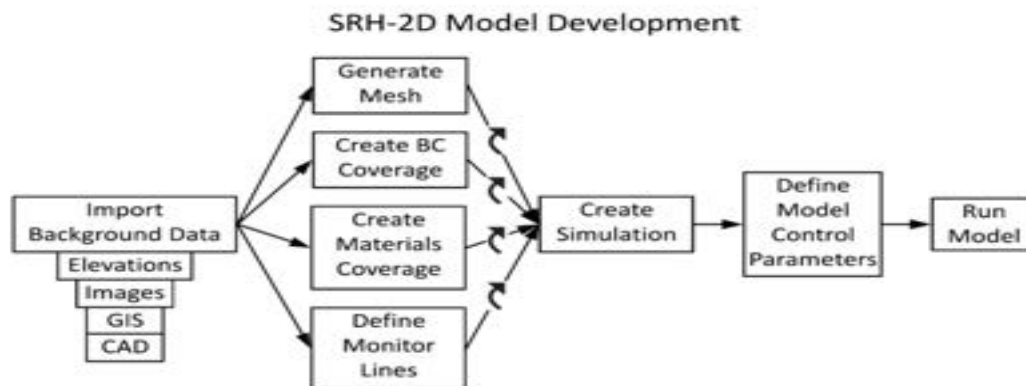 SRH-2D Model Development
Import
Background Data
Elevations
Images
GIS
CAD
Generate
Mesh
Create BC
Coverage
Create
Materials
Coverage
Define
Monitor
Lines
Create
Simulation
Define
Model
Control
Parameters
Run
Model